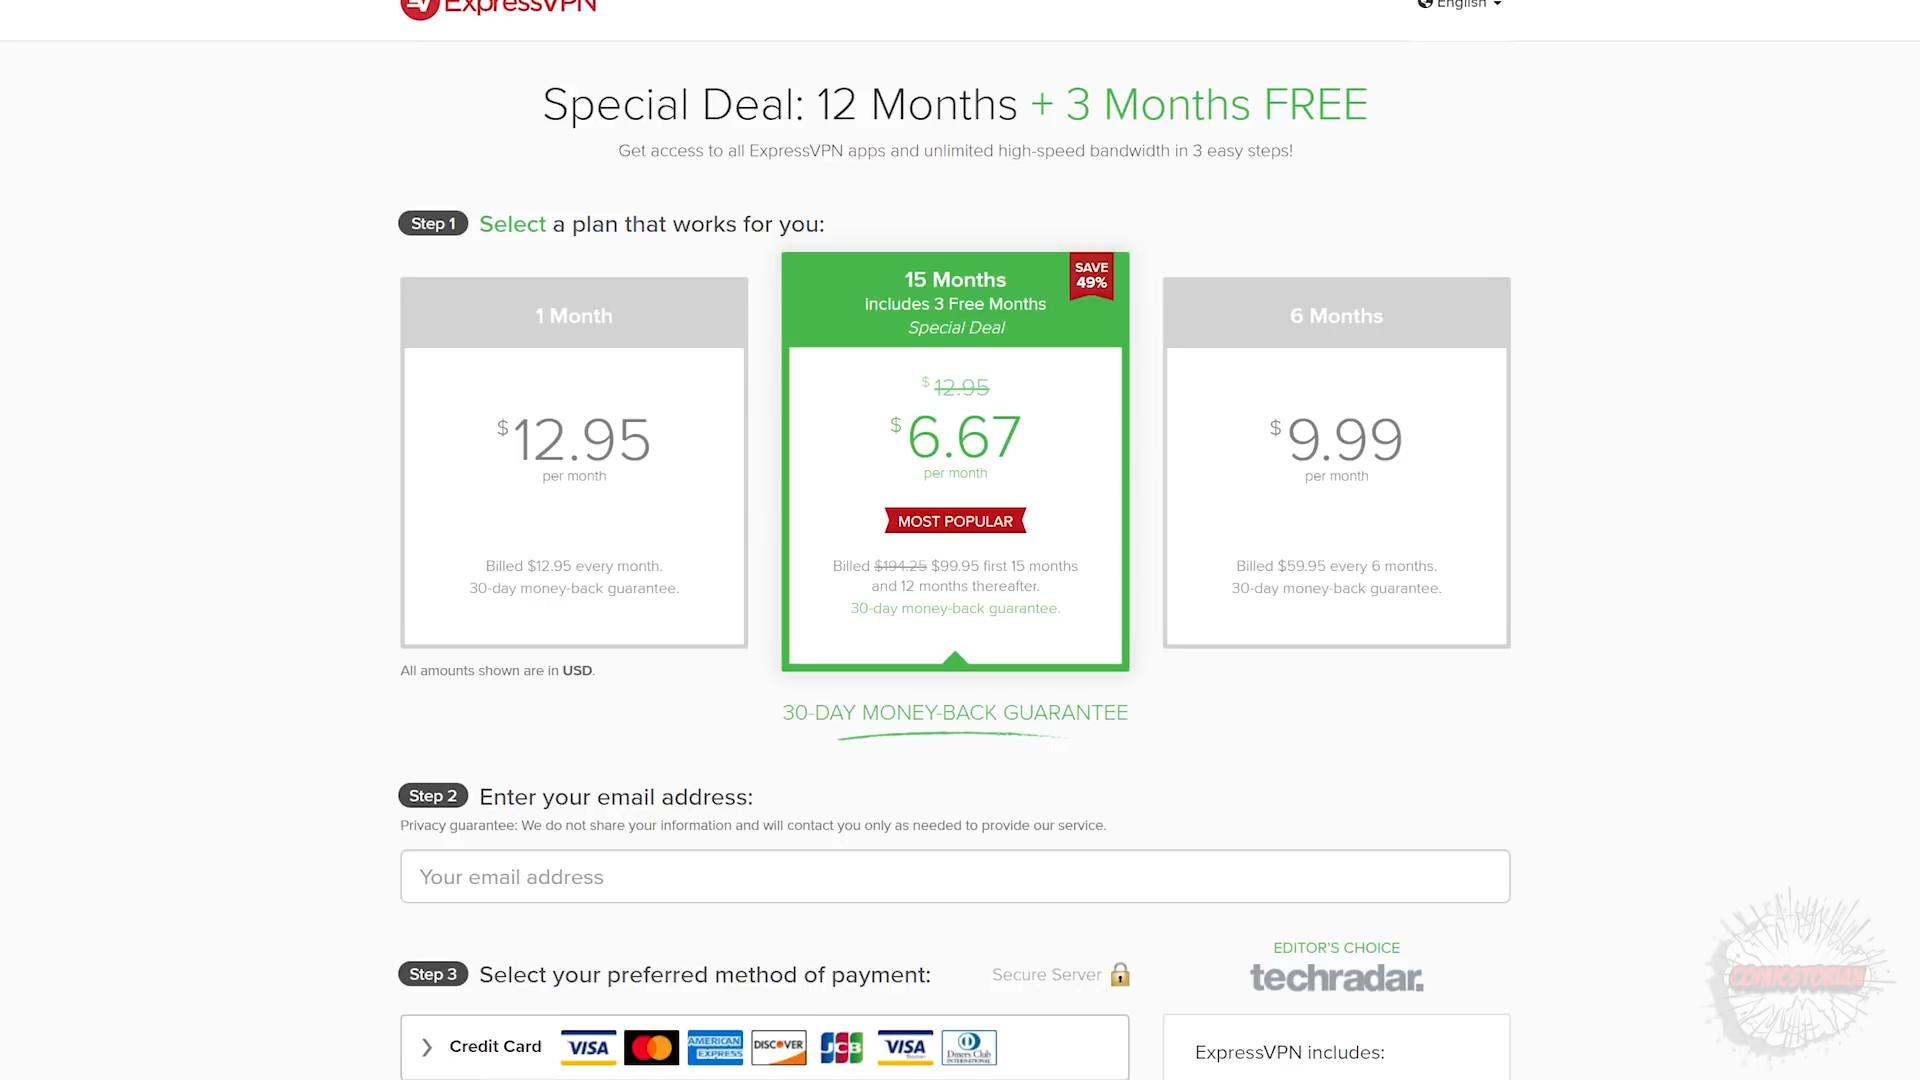 ExpressVPN
English
Special Deal: 12 Months + 3 Months FREE
Get access to all ExpressVPN apps and unlimited high-speed bandwidth in 3 easy steps!
Step 1 Select a plan that works for you:
1 Month
$12.95
per month
Billed $12.95 every month.
30-day money-back guarantee.
15 Months
includes 3 Free Months
Special Deal
SAVE
49%
$12.95
$6.67
per month
MOST POPULAR
Billed $194.25 $99.95 first 15 months
and 12 months thereafter.
30-day money-back guarantee.
6 Months
$9.99
per month
Billed $59.95 every 6 months.
30-day money-back guarantee.
All amounts shown are in USD.
30-DAY MONEY-BACK GUARANTEE
Step 2 Enter your email address:
Privacy guarantee: We do not share your information and will contact you only as needed to provide our service.
Your email address
Step 3 Select your preferred method of payment:
Secure Server
EDITOR'S CHOICE
techradar.
Credit Card VISA AMERICAN EXPRESS DISCOVER JCB VISA Diners Club INTERNATIONAL
ExpressVPN includes:
COMICSTORIAN